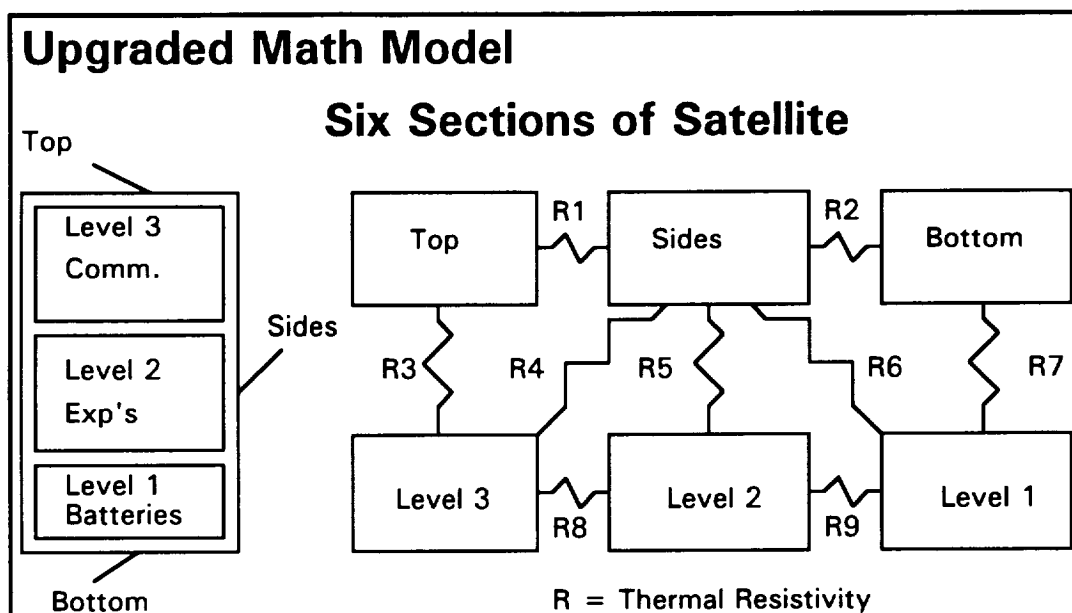 Upgraded Math Model
Six Sections of Satellite
Top
Level 3
Comm.
Level 2
Exp's
Level 1
Batteries
Sides
Bottom
Top
R1
Sides
R2
Bottom
R3
R4
R5
R6
R7
Level 3
R8
Level 2
R9
Level 1
R = Thermal Resistivity